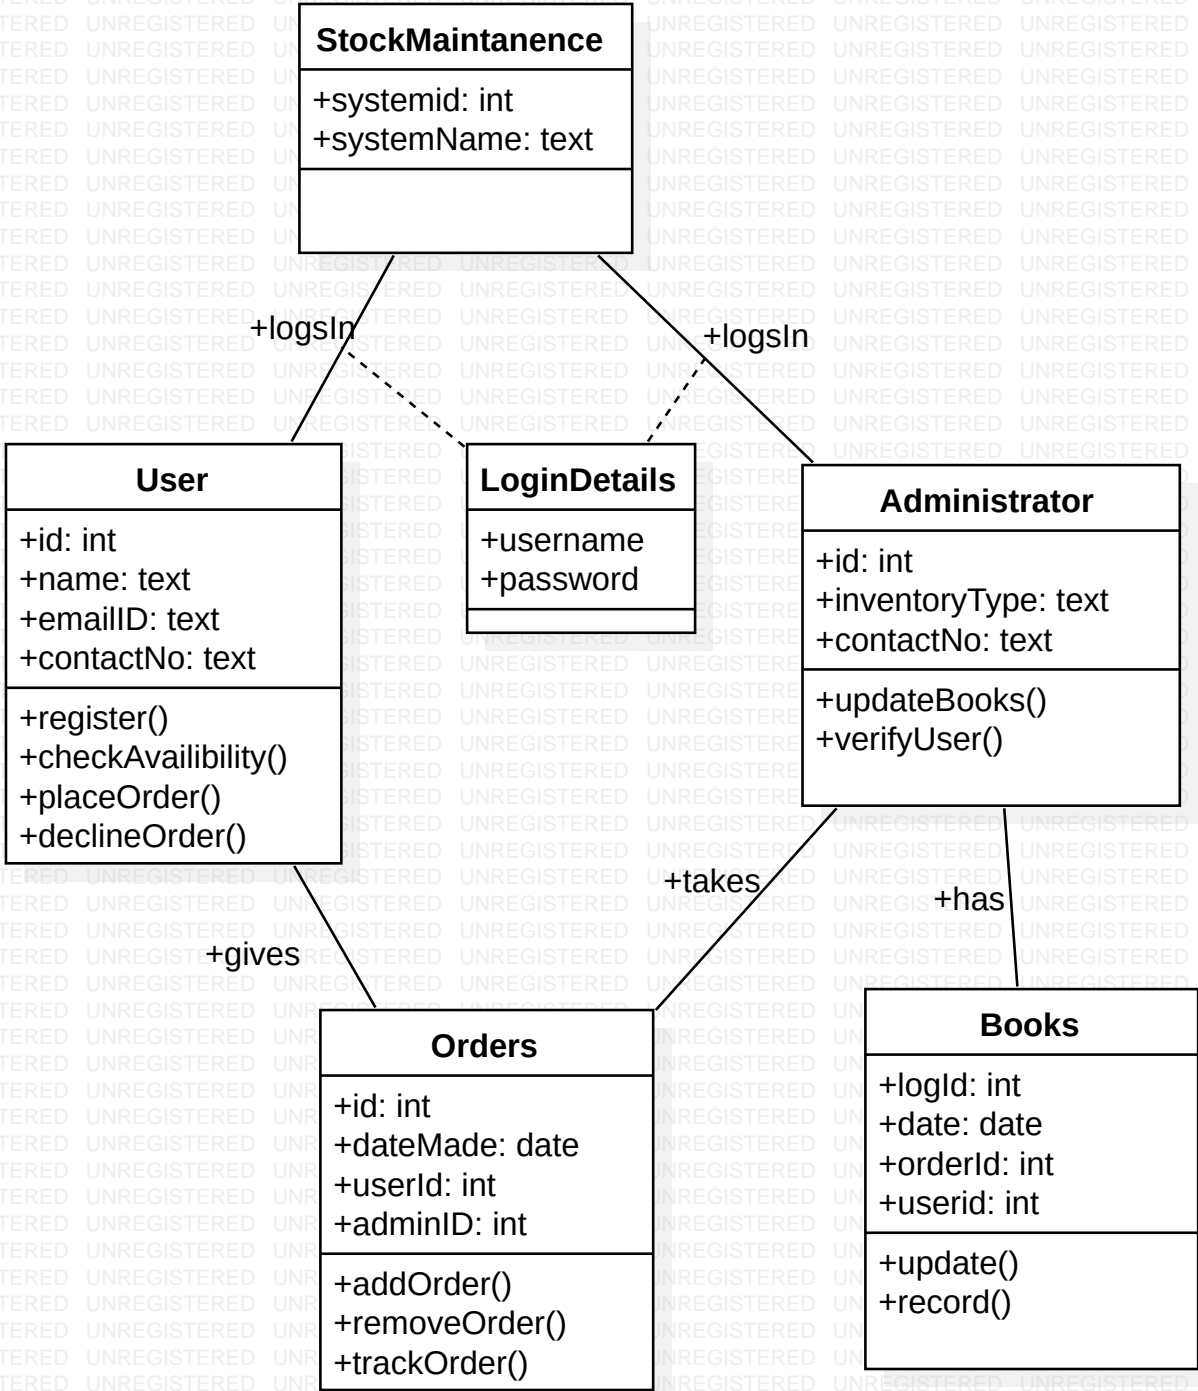 StockMaintanence
+systemid: int
+systemName: text
+logsIn
+logsIn
User
+id: int
+name: text
+emailID: text
+contactNo: text
+register()
+checkAvailibility()
+placeOrder()
+declineOrder()
LoginDetails
+username
+password
Administrator
+id: int
+inventoryType: text
+contactNo: text
+updateBooks()
+verifyUser()
+gives
+takes
+has
Orders
+id: int
+dateMade: date
+userId: int
+adminID: int
+addOrder()
+removeOrder()
+trackOrder()
Books
+logId: int
+date: date
+orderId: int
+userid: int
+update()
+record()
UNREGISTERED